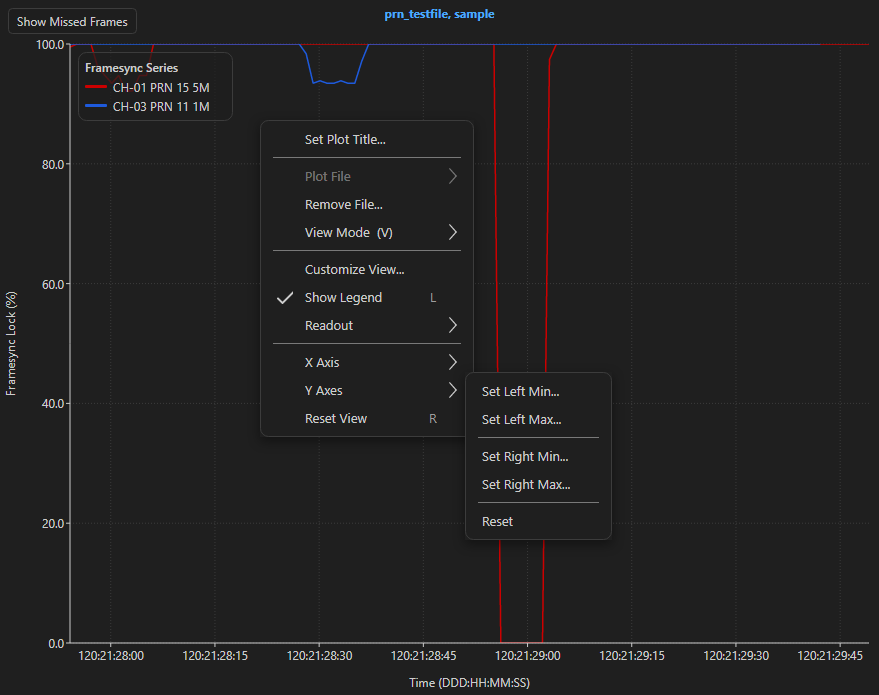 Show Missed Frames
prn_testfile, sample
100.0
80.0
60.0
40.0
20.0
0.0
Framesync Lock (%)
Framesync Series
CH-01 PRN 15 5M
CH-03 PRN 11 1M
Set Plot Title...
Plot File
Remove File...
View Mode (V)
Customize View...
Show Legend L
Readout
X Axis
Y Axes
Reset View R
Set Left Min...
Set Left Max...
Set Right Min...
Set Right Max...
Reset
120:21:28:00 120:21:28:15 120:21:28:30 120:21:28:45 120:21:29:00 120:21:29:15 120:21:29:30 120:21:29:45
Time (DDD:HH:MM:SS)